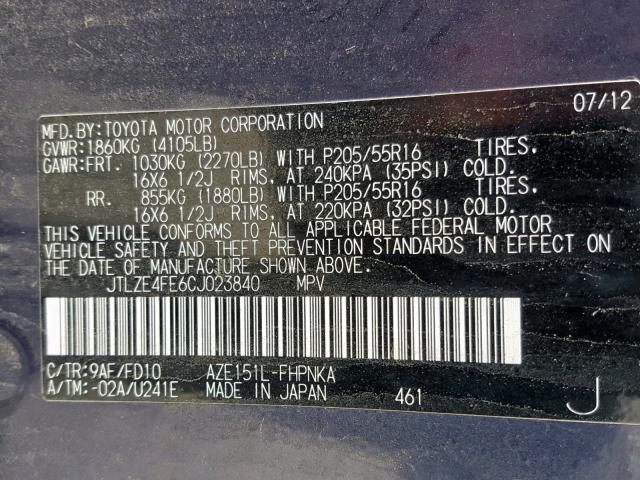 07/12
MFD.BY:TOYOTA MOTOR CORPORATION
GVWR:1860KG (4105LB)
GAWR:FRT. 1030KG (2270LB) WITH P205/55R16 TIRES,
16X6 1/2J RIMS, AT 240KPA (35PSI) COLD.
RR. 855KG (1880LB) WITH P205/55R16 TIRES,
16X6 1/2J RIMS, AT 220KPA (32PSI) COLD.
THIS VEHICLE CONFORMS TO ALL APPLICABLE FEDERAL MOTOR
VEHICLE SAFETY AND THEFT PREVENTION STANDARDS IN EFFECT ON
THE DATE OF MANUFACTURE SHOWN ABOVE.
JTLZE4FE6CJ023840 MPV
C/TR:9AF/FD10 AZE151L-FHPNKA
A/TM:-02A/U241E MADE IN JAPAN 461 J